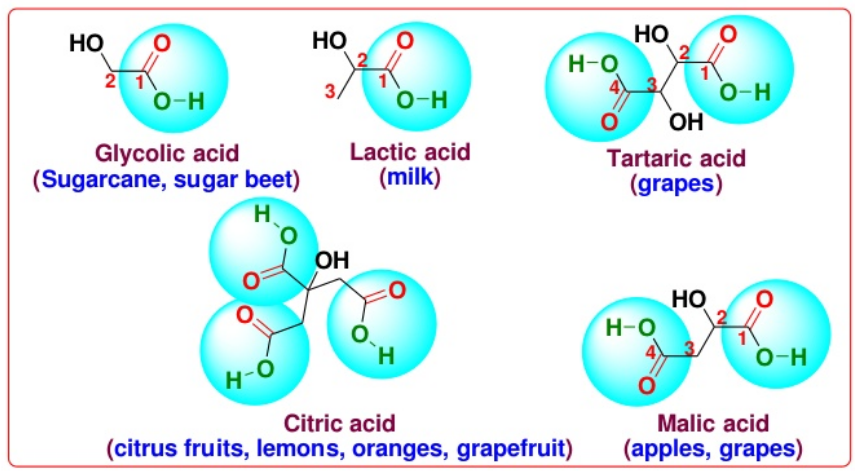 HO O
2 1
O-H
Glycolic acid
(Sugarcane, sugar beet)
HO O
2
3 1
O-H
Lactic acid
(milk)
HO O
2
H-O
1
4 3
O-H
O
OH
Tartaric acid
(grapes)
H
O
OH
O
O
O
O
H
O
H
Citric acid
(citrus fruits, lemons, oranges, grapefruit)
HO O
2
H-O
1
4 3
O-H
O
Malic acid
(apples, grapes)